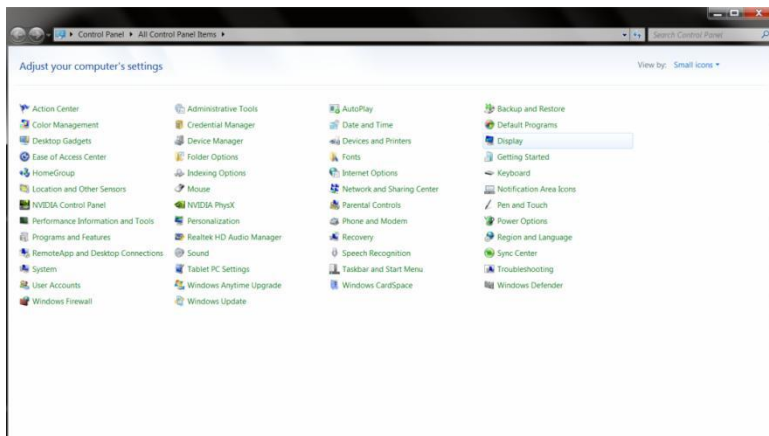 Control Panel ▸ All Control Panel Items ▸
Search Control Panel
Adjust your computer's settings
View by: Small icons
Action Center Administrative Tools AutoPlay Backup and Restore
Color Management Credential Manager Date and Time Default Programs
Desktop Gadgets Device Manager Devices and Printers Display
Ease of Access Center Folder Options Fonts Getting Started
HomeGroup Indexing Options Internet Options Keyboard
Location and Other Sensors Mouse Network and Sharing Center Notification Area Icons
NVIDIA Control Panel NVIDIA PhysX Parental Controls Pen and Touch
Performance Information and Tools Personalization Phone and Modem Power Options
Programs and Features Realtek HD Audio Manager Recovery Region and Language
RemoteApp and Desktop Connections Sound Speech Recognition Sync Center
System Tablet PC Settings Taskbar and Start Menu Troubleshooting
User Accounts Windows Anytime Upgrade Windows CardSpace Windows Defender
Windows Firewall Windows Update